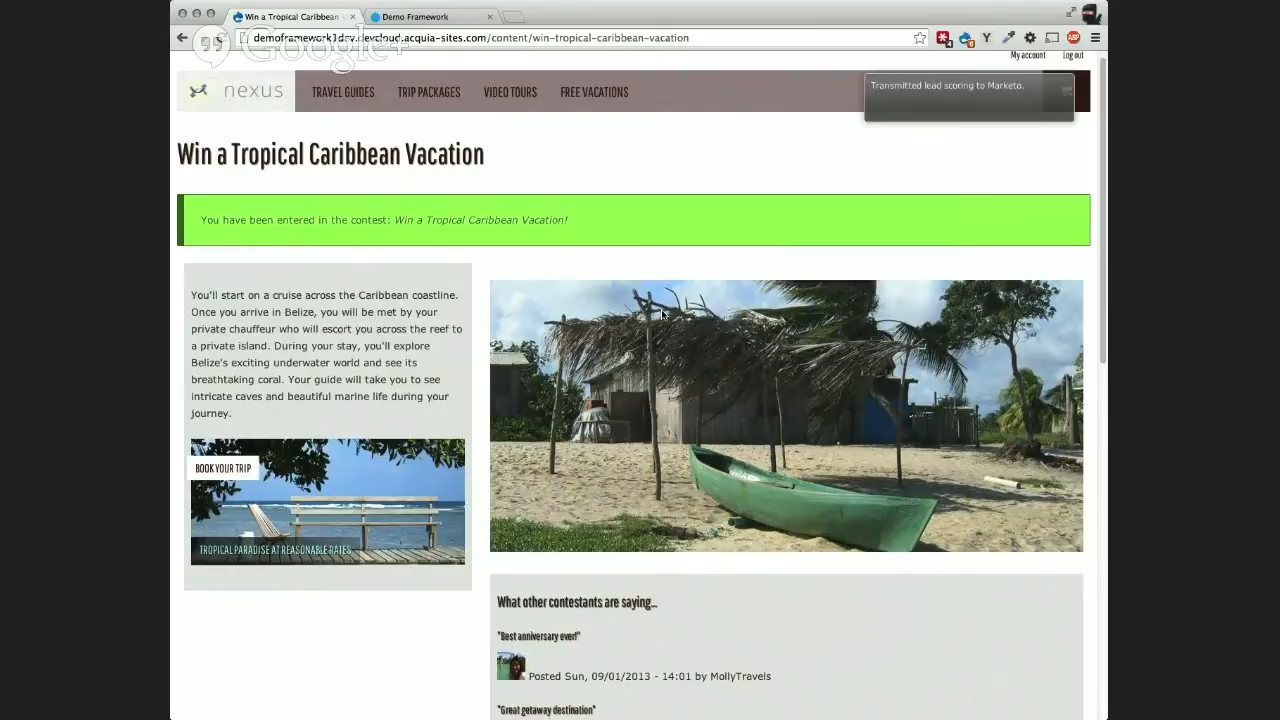 Win a Tropical Caribbean
Demo Framework
demoframework1dev.devcloud.acquia-sites.com/content/win-tropical-caribbean-vacation
Google+
My account
Log out
nexus
TRAVEL GUIDES
TRIP PACKAGES
VIDEO TOURS
FREE VACATIONS
Transmitted lead scoring to Marketo.
Win a Tropical Caribbean Vacation
You have been entered in the contest: Win a Tropical Caribbean Vacation!
You'll start on a cruise across the Caribbean coastline.
Once you arrive in Belize, you will be met by your
private chauffeur who will escort you across the reef to
a private island. During your stay, you'll explore
Belize's exciting underwater world and see its
breathtaking coral. Your guide will take you to see
intricate caves and beautiful marine life during your
journey.
BOOK YOUR TRIP
TROPICAL PARADISE AT REASONABLE RATES
What other contestants are saying...
"Best anniversary ever!"
Posted Sun, 09/01/2013 - 14:01 by MollyTravels
"Great getaway destination"